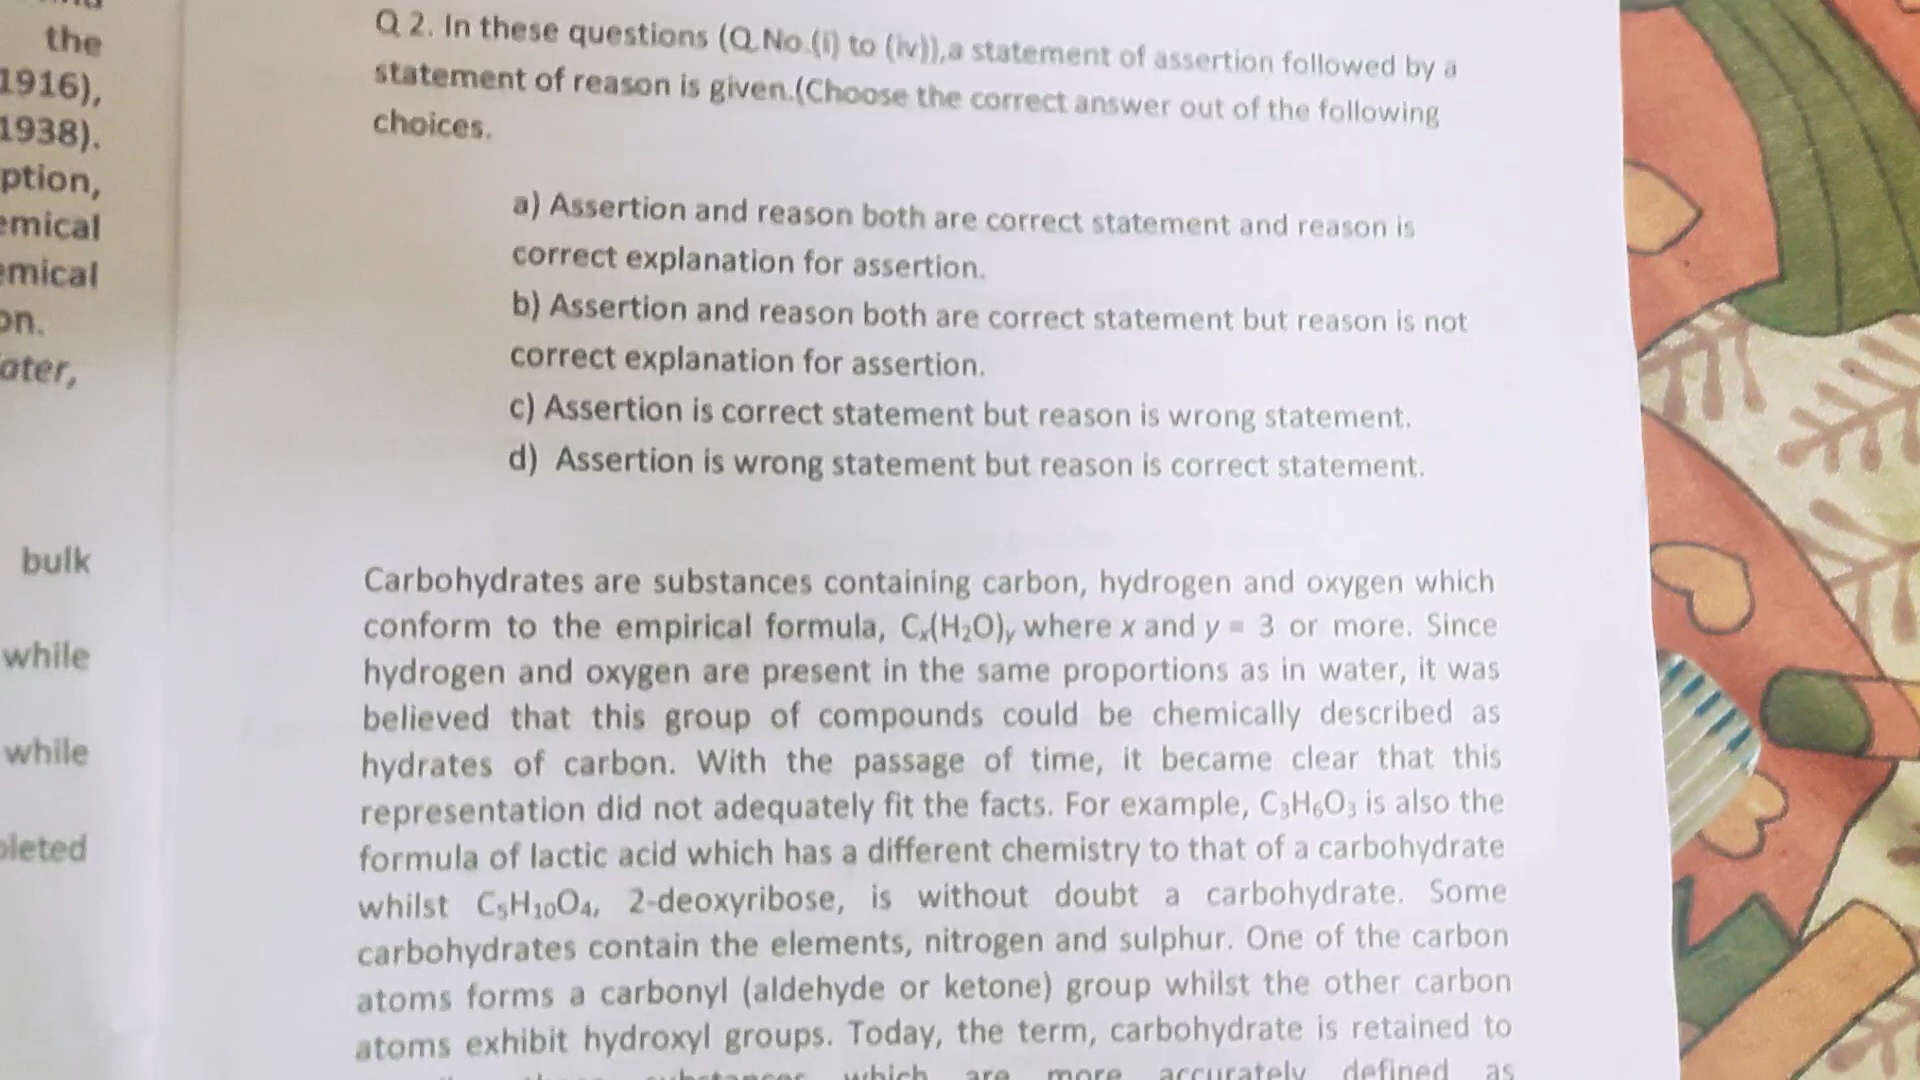 the
1916),
1938).
ption,
emical
emical
on.
ater,
bulk
while
while
leted
Q 2. In these questions (Q.No.(i) to (iv)),a statement of assertion followed by a
statement of reason is given.(Choose the correct answer out of the following
choices.
a) Assertion and reason both are correct statement and reason is
correct explanation for assertion.
b) Assertion and reason both are correct statement but reason is not
correct explanation for assertion.
c) Assertion is correct statement but reason is wrong statement.
d) Assertion is wrong statement but reason is correct statement.
Carbohydrates are substances containing carbon, hydrogen and oxygen which
conform to the empirical formula, Cₓ(H₂O)ᵧ where x and y = 3 or more. Since
hydrogen and oxygen are present in the same proportions as in water, it was
believed that this group of compounds could be chemically described as
hydrates of carbon. With the passage of time, it became clear that this
representation did not adequately fit the facts. For example, C₃H₆O₃ is also the
formula of lactic acid which has a different chemistry to that of a carbohydrate
whilst C₅H₁₀O₄, 2-deoxyribose, is without doubt a carbohydrate. Some
carbohydrates contain the elements, nitrogen and sulphur. One of the carbon
atoms forms a carbonyl (aldehyde or ketone) group whilst the other carbon
atoms exhibit hydroxyl groups. Today, the term, carbohydrate is retained to
substances which are more accurately defined as